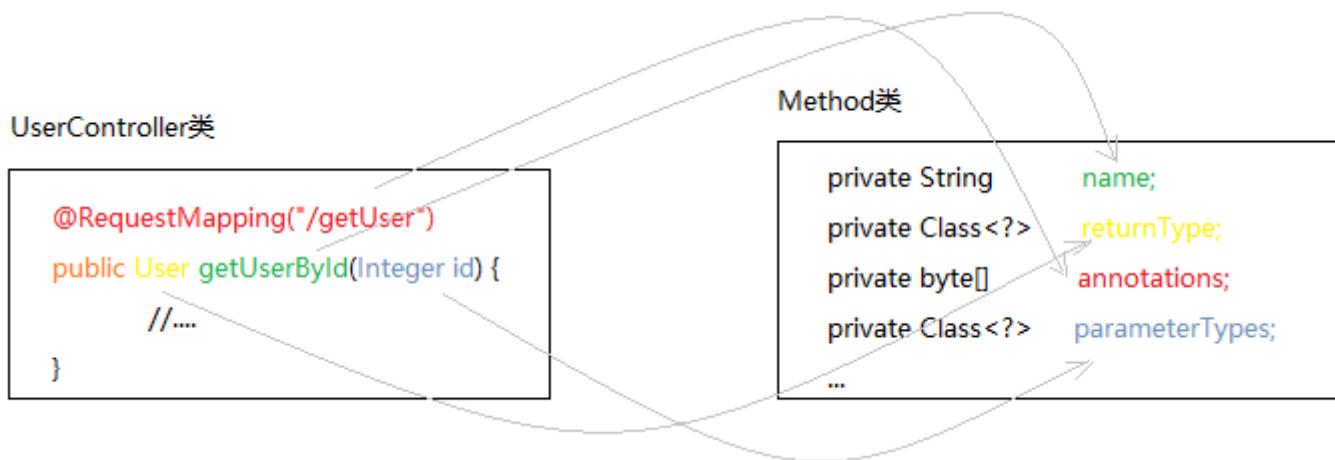 UserController类
@RequestMapping("/getUser")
public User getUserById(Integer id) {
//....
}
Method类
private String name;
private Class<?> returnType;
private byte[] annotations;
private Class<?> parameterTypes;
...